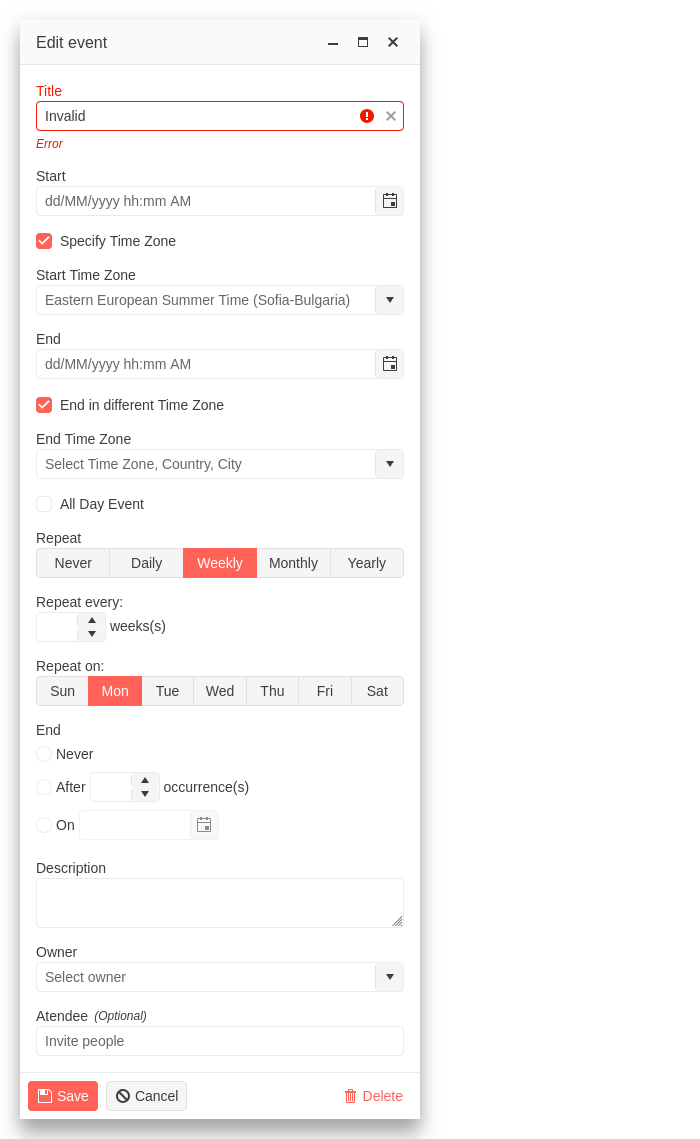 Edit event
Title
Invalid
Error
Start
dd/MM/yyyy hh:mm AM
Specify Time Zone
Start Time Zone
Eastern European Summer Time (Sofia-Bulgaria)
End
dd/MM/yyyy hh:mm AM
End in different Time Zone
End Time Zone
Select Time Zone, Country, City
All Day Event
Repeat
Never Daily Weekly Monthly Yearly
Repeat every:
weeks(s)
Repeat on:
Sun Mon Tue Wed Thu Fri Sat
End
Never
After occurrence(s)
On
Description
Owner
Select owner
Atendee (Optional)
Invite people
Save Cancel Delete